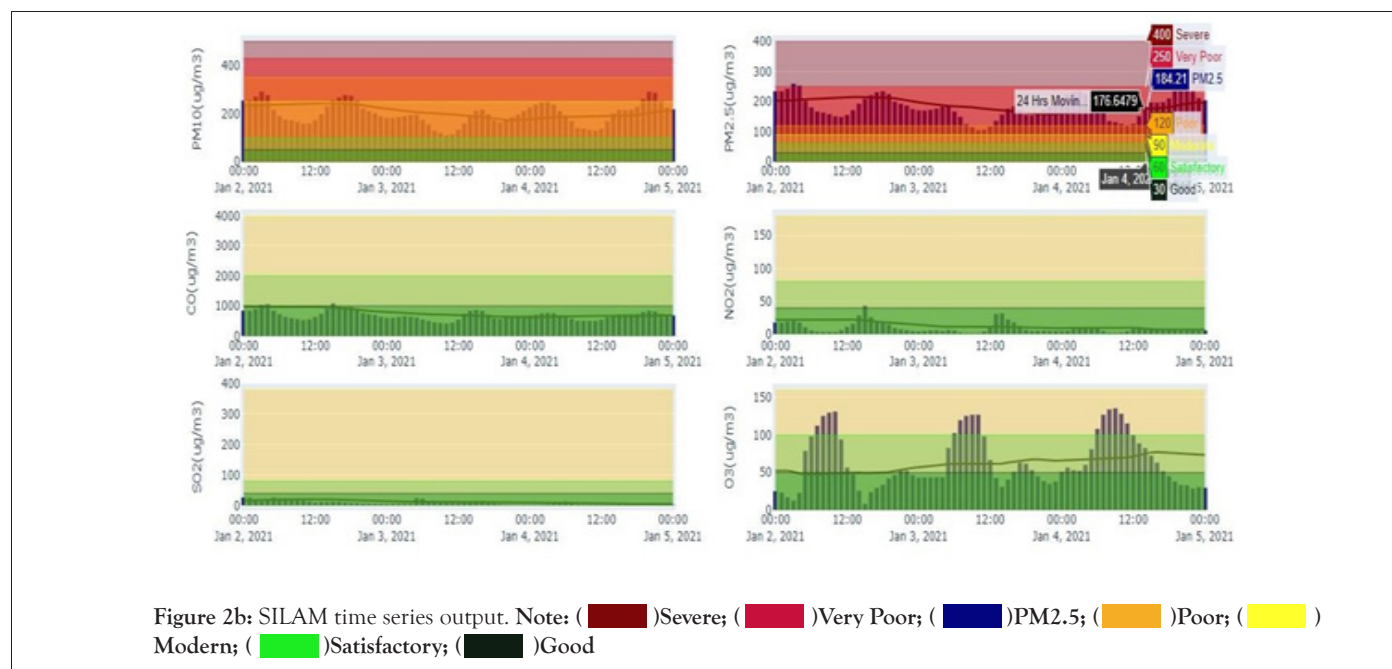 PM10(ug/m3)
400
200
0
00:00 12:00 00:00 12:00 00:00 12:00 00:00
Jan 2, 2021 Jan 3, 2021 Jan 4, 2021 Jan 5, 2021
PM2.5(ug/m3)
400
300
200
100
0
400 Severe
250 Very Poor
184.21 PM2.5
24 Hrs Movin... 176.6479
120 Poor
90
60 Satisfactory
30 Good
00:00 12:00 00:00 12:00 00:00 12:00
Jan 2, 2021 Jan 3, 2021 Jan 4, 2021 5, 2021
Jan 4,
CO(ug/m3)
4000
3000
2000
1000
0
00:00 12:00 00:00 12:00 00:00 12:00 00:00
Jan 2, 2021 Jan 3, 2021 Jan 4, 2021 Jan 5, 2021
NO2(ug/m3)
150
100
50
0
00:00 12:00 00:00 12:00 00:00 12:00 00:00
Jan 2, 2021 Jan 3, 2021 Jan 4, 2021 Jan 5, 2021
SO2(ug/m3)
400
300
200
100
0
00:00 12:00 00:00 12:00 00:00 12:00 00:00
Jan 2, 2021 Jan 3, 2021 Jan 4, 2021 Jan 5, 2021
O3(ug/m3)
150
100
50
0
00:00 12:00 00:00 12:00 00:00 12:00 00:00
Jan 2, 2021 Jan 3, 2021 Jan 4, 2021 Jan 5, 2021
Figure 2b: SILAM time series output. Note: ( )Severe; ( )Very Poor; ( )PM2.5; ( )Poor; ( )
Modern; ( )Satisfactory; ( )Good